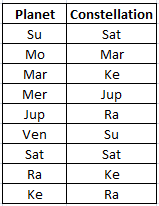 Planet Constellation
Su Sat
Mo Mar
Mar Ke
Mer Jup
Jup Ra
Ven Su
Sat Sat
Ra Ke
Ke Ra